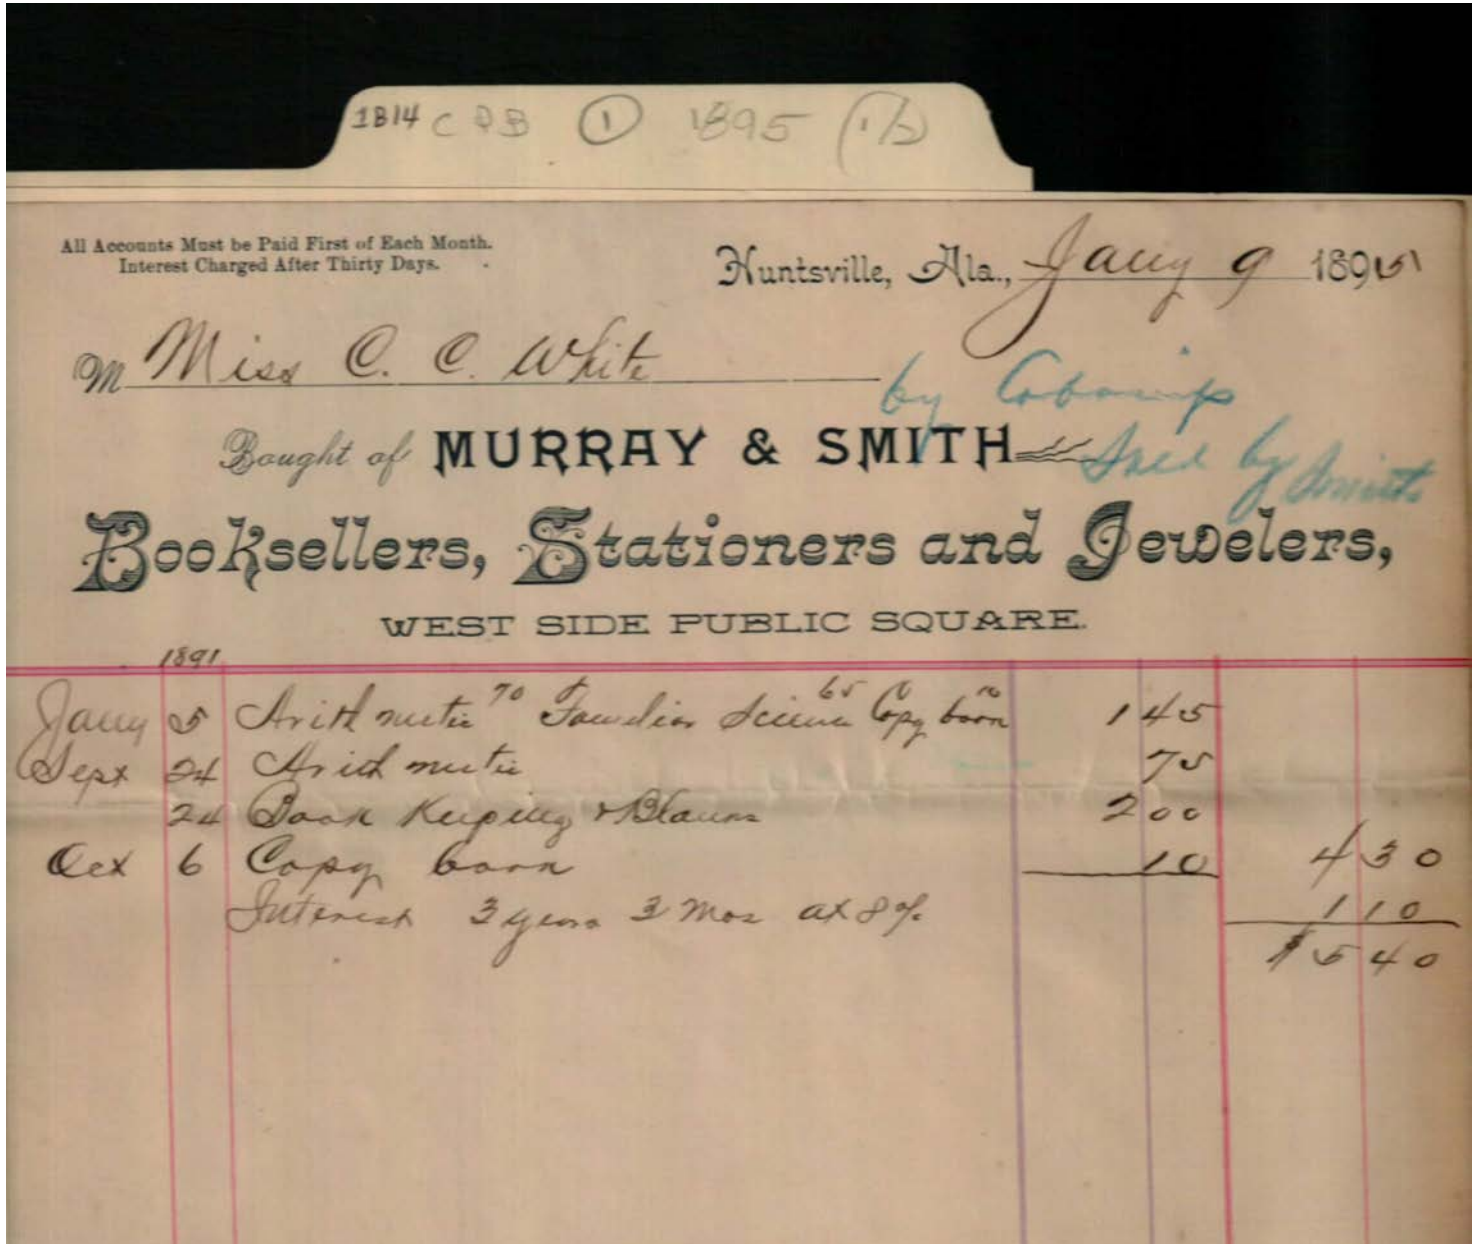 1B14 CDB ① 1895 (1/2)
All Accounts Must be Paid First of Each Month.
Interest Charged After Thirty Days.
Huntsville, Ala., Jany 9 1895
M Miss C. C. White
by
Bought of MURRAY & SMITH
by
Booksellers, Stationers and Jewelers,
WEST SIDE PUBLIC SQUARE.
1891
Jany 5 Arithmetic 70 Familiar Science 65 Copy book 10 1 45
Sept 24 Arithmetic 75
24 Book Keeping & Blanks 2 00
Oct 6 Copy book 10 4 30
Interest 3 years 3 Mos at 8% 1 10
$ 5 40